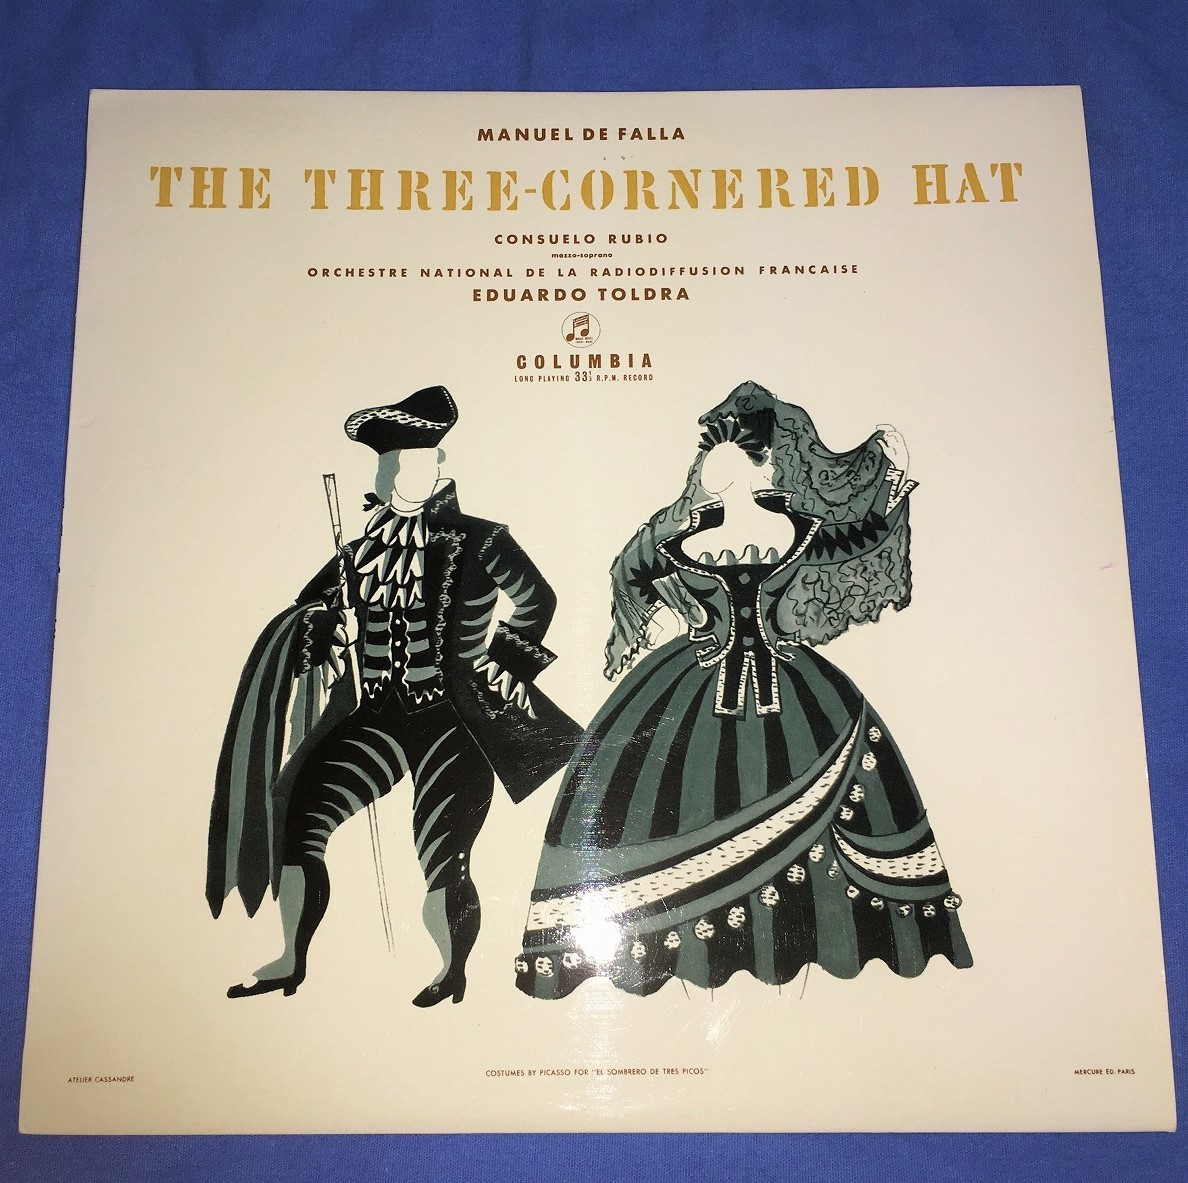 MANUEL DE FALLA
THE THREE-CORNERED HAT
CONSUELO RUBIO
mezzo-soprano
ORCHESTRE NATIONAL DE LA RADIODIFFUSION FRANCAISE
EDUARDO TOLDRA
COLUMBIA
LONG PLAYING 33⅓ R.P.M. RECORD
ATELIER CASSANDRE
COSTUMES BY PICASSO FOR "EL SOMBRERO DE TRES PICOS"
MERCURE ED. PARIS